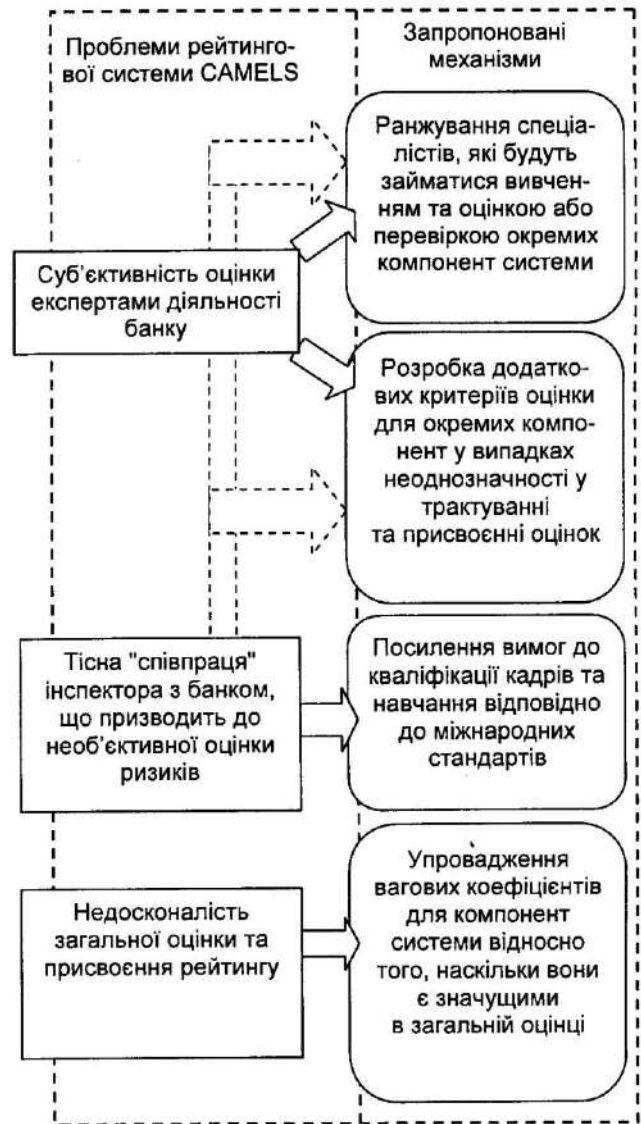 Проблеми рейтинго-
вої системи CAMELS
Запропоновані
механізми
Ранжування спеціа-
лістів, які будуть
займатися вивчен-
ням та оцінкою або
перевіркою окремих
компонент системи
Суб'єктивність оцінки
експертами діяльності
банку
Розробка додатко-
вих критеріїв оцінки
для окремих компо-
нент у випадках
неоднозначності у
трактуванні
та присвоєнні оцінок
Тісна "співпраця"
інспектора з банком,
що призводить до
необ'єктивної оцінки
ризиків
Посилення вимог до
кваліфікації кадрів та
навчання відповідно
до міжнародних
стандартів
Недосконалість
загальної оцінки та
присвоєння рейтингу
Упровадження
вагових коефіцієнтів
для компонент
системи відносно
того, наскільки вони
є значущими
в загальній оцінці